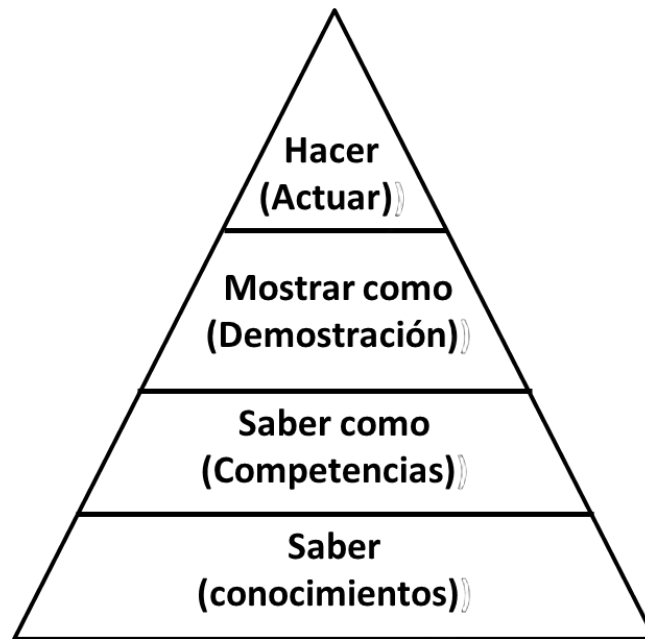 Hacer
(Actuar)
Mostrar como
(Demostración)
Saber como
(Competencias)
Saber
(conocimientos)